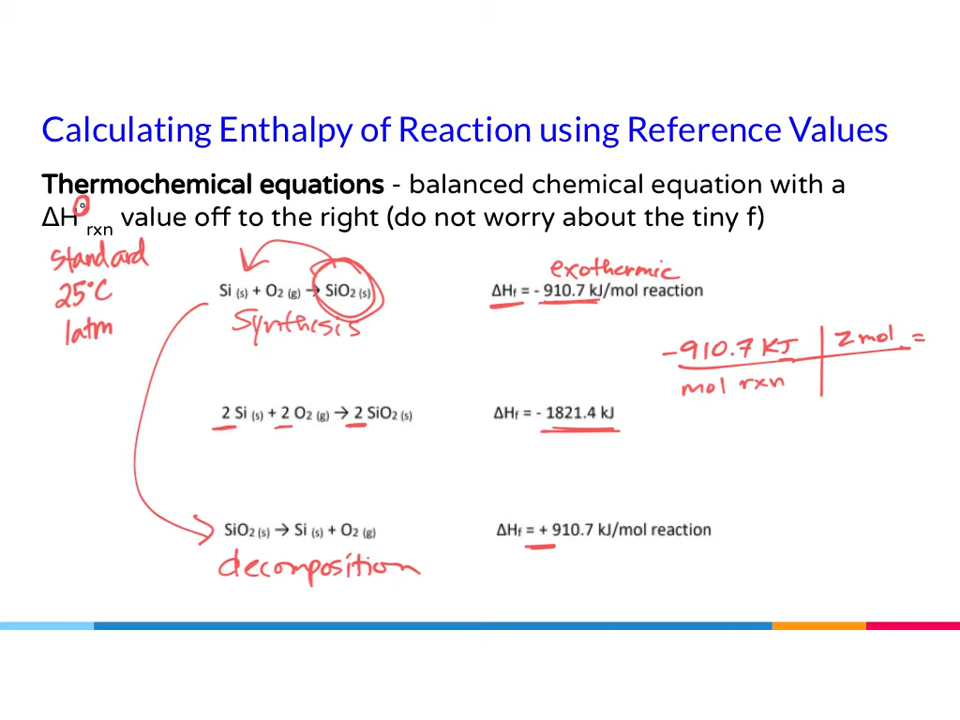 Calculating Enthalpy of Reaction using Reference Values
Thermochemical equations - balanced chemical equation with a
ΔH°rxn value off to the right (do not worry about the tiny f)
standard
25°C
1atm
exothermic
Si (s) + O2 (g) → SiO2 (s) ΔHf = - 910.7 kJ/mol reaction
Synthesis
-910.7 KJ 2 mol =
mol rxn
2 Si (s) + 2 O2 (g) → 2 SiO2 (s) ΔHf = - 1821.4 kJ
SiO2 (s) → Si (s) + O2 (g) ΔHf = + 910.7 kJ/mol reaction
decomposition